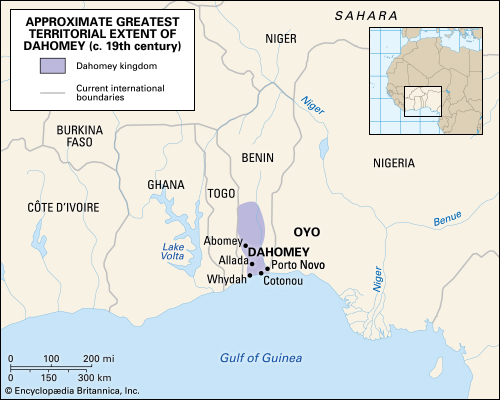 APPROXIMATE GREATEST
TERRITORIAL EXTENT OF
DAHOMEY (c. 19th century)
Dahomey kingdom
Current international
boundaries
SAHARA
NIGER
Niger
BURKINA
FASO
BENIN
NIGERIA
GHANA
TOGO
CÔTE D'IVOIRE
Benue
OYO
Lake
Volta
Abomey
DAHOMEY
Allada
Porto Novo
Whydah
Cotonou
Niger
Gulf of Guinea
0 100 200 mi
0 150 300 km
© Encyclopædia Britannica, Inc.